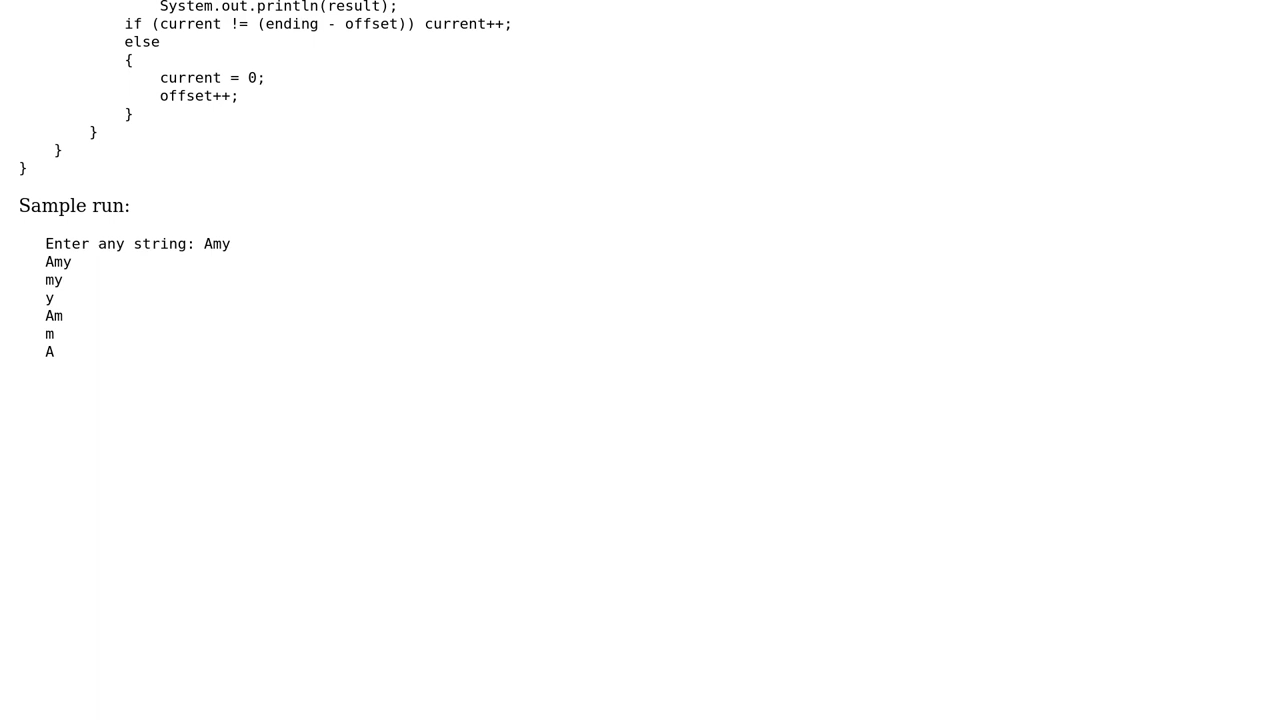 System.out.println(result);
if (current != (ending - offset)) current++;
else
{
current = 0;
offset++;
}
}
}
}
Sample run:
Enter any string: Amy
Amy
my
y
Am
m
A